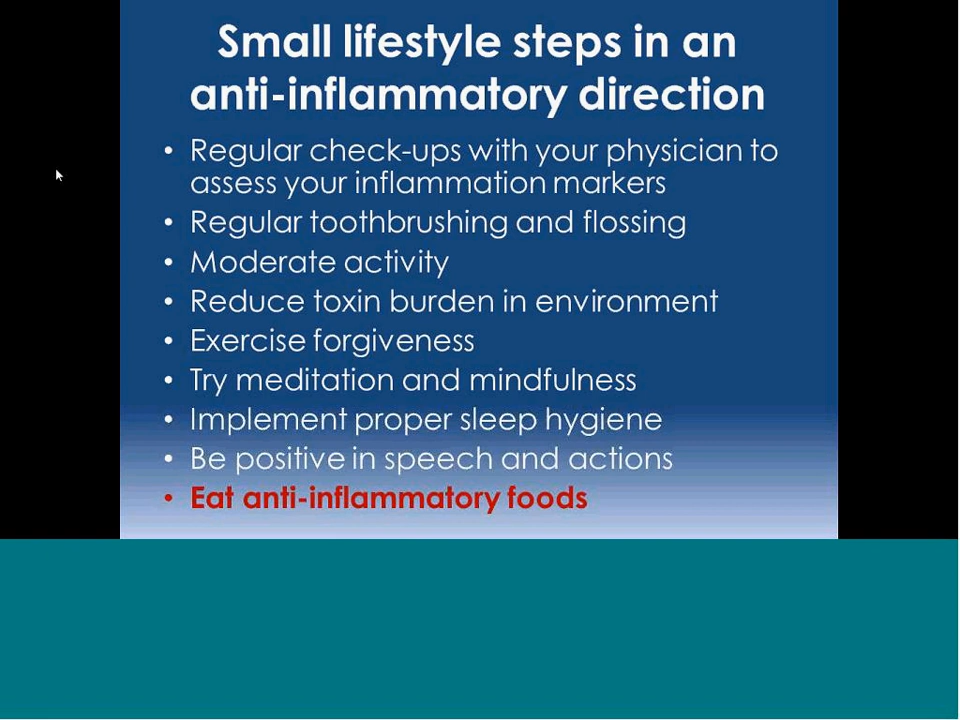 Small lifestyle steps in an
anti-inflammatory direction
• Regular check-ups with your physician to
assess your inflammation markers
• Regular toothbrushing and flossing
• Moderate activity
• Reduce toxin burden in environment
• Exercise forgiveness
• Try meditation and mindfulness
• Implement proper sleep hygiene
• Be positive in speech and actions
• Eat anti-inflammatory foods